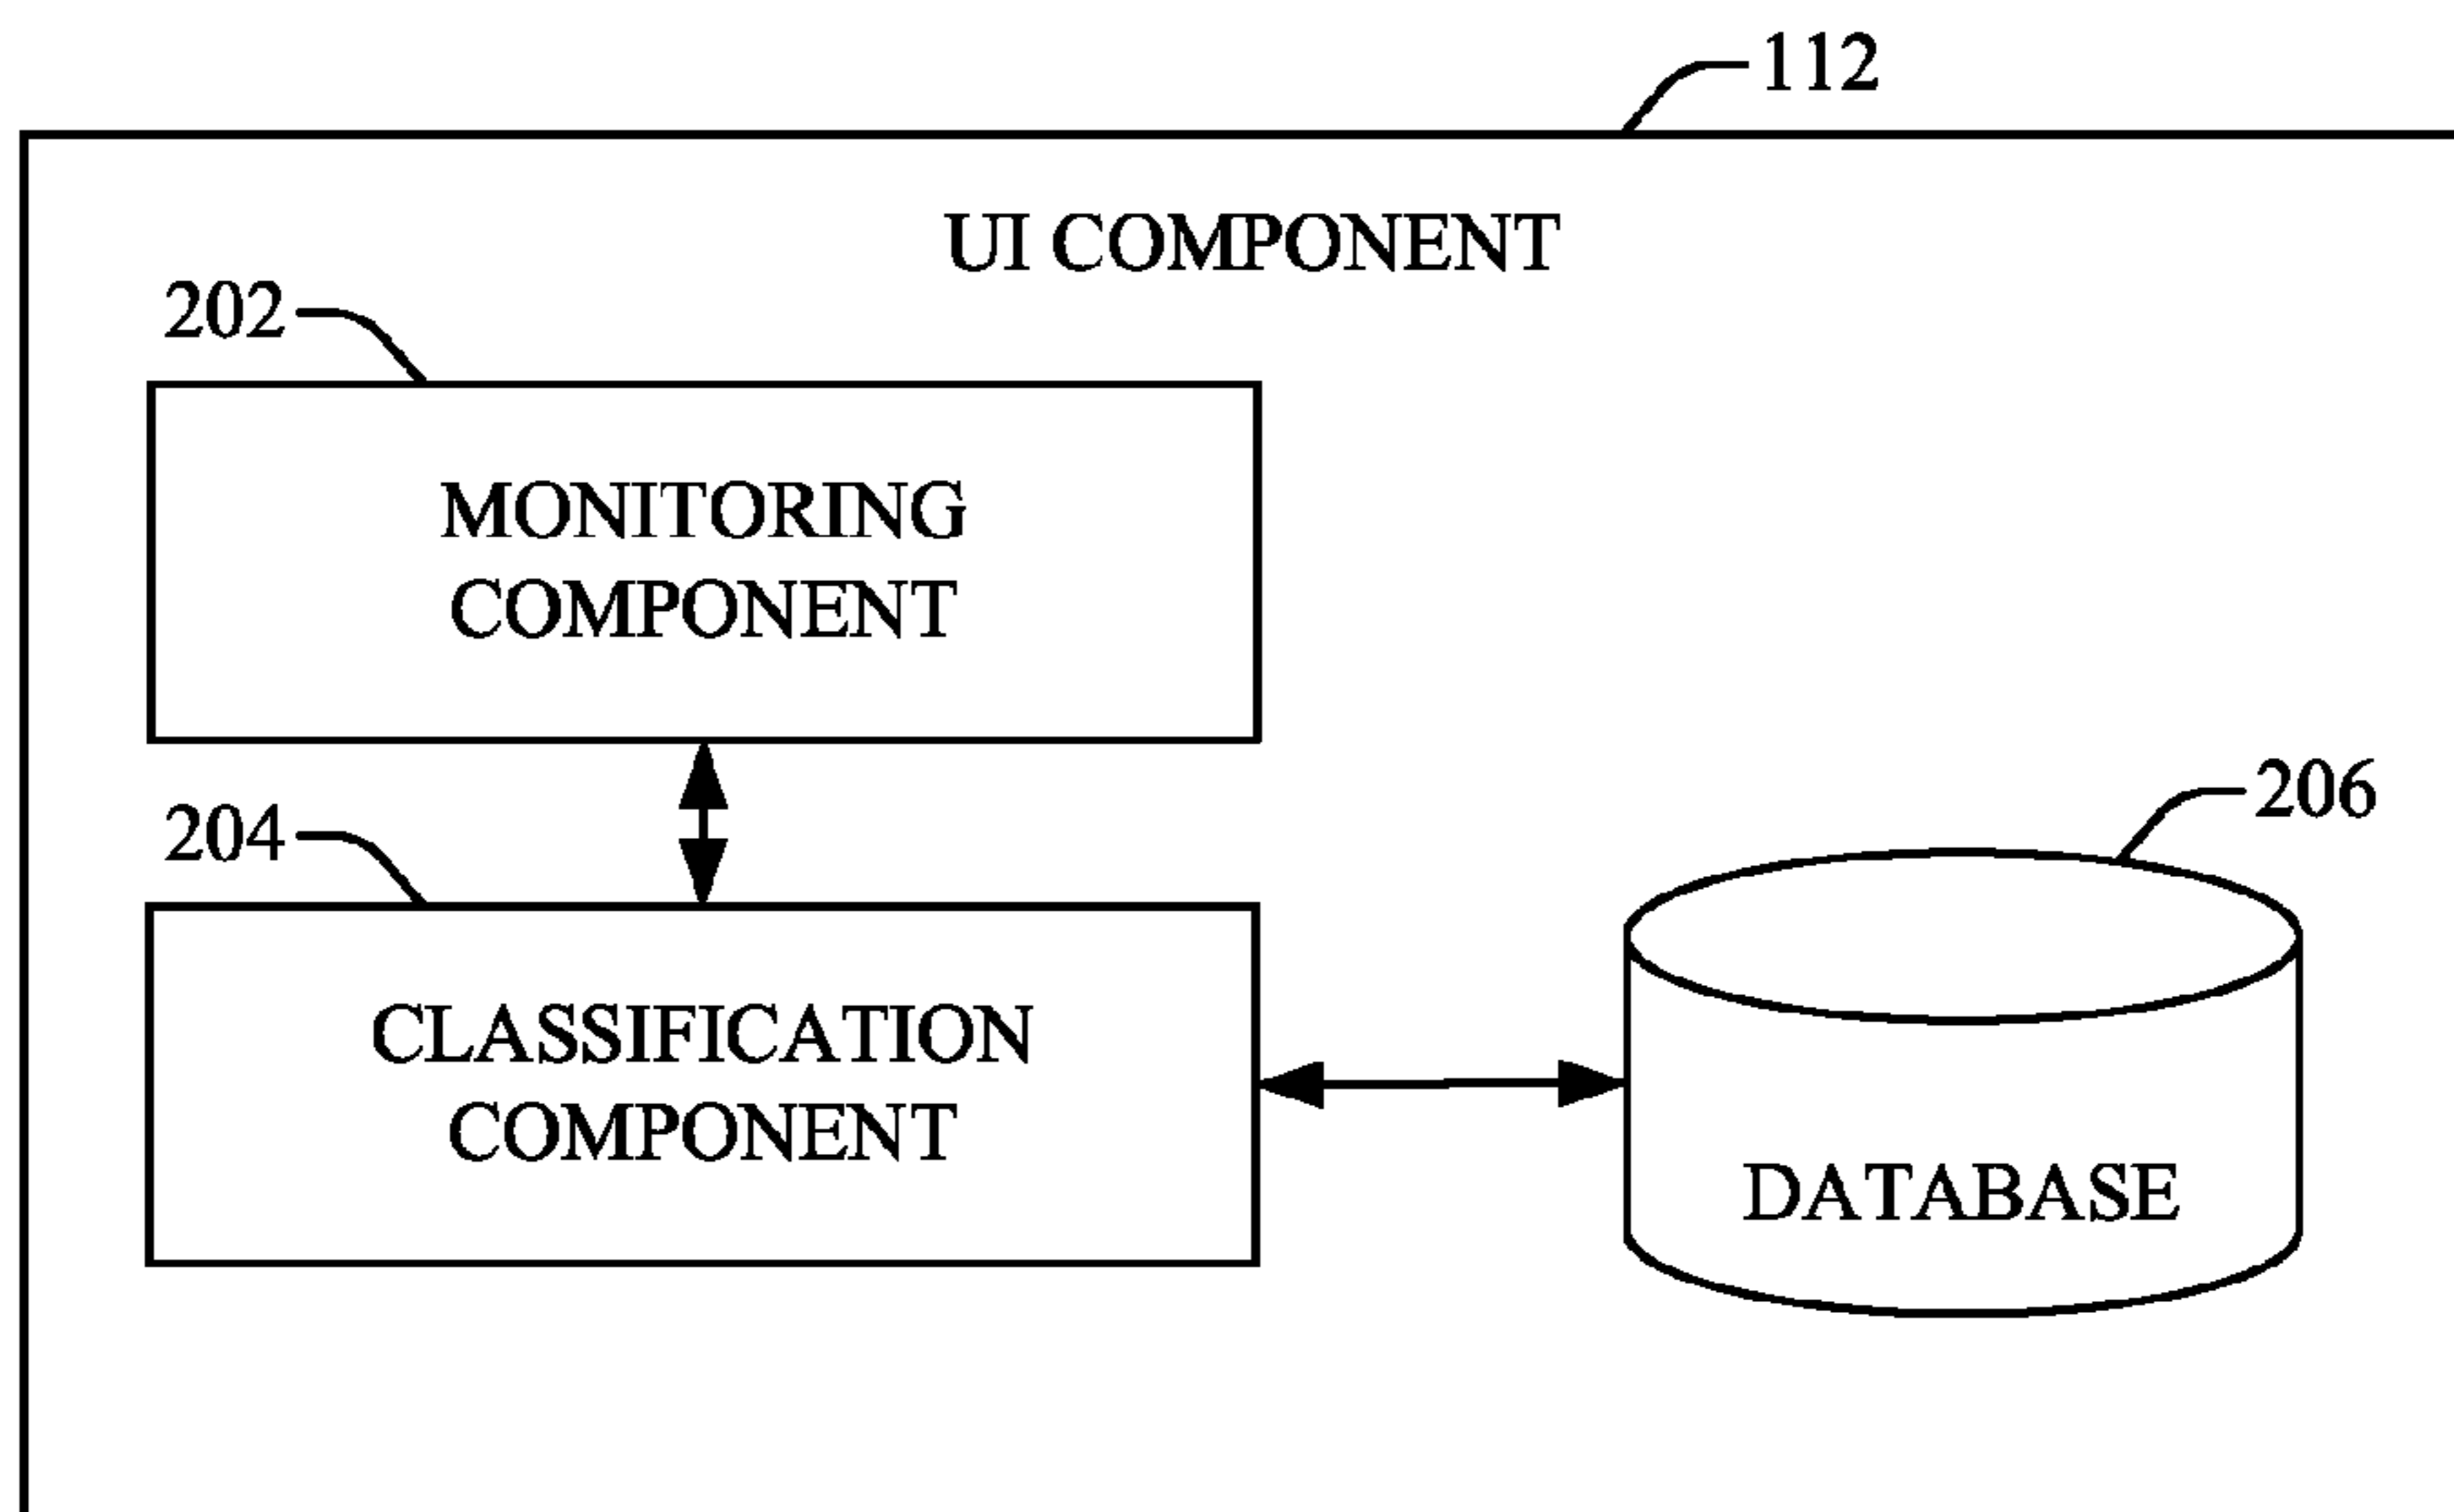 112
UI COMPONENT
202
MONITORING
COMPONENT
204
206
CLASSIFICATION
COMPONENT
DATABASE